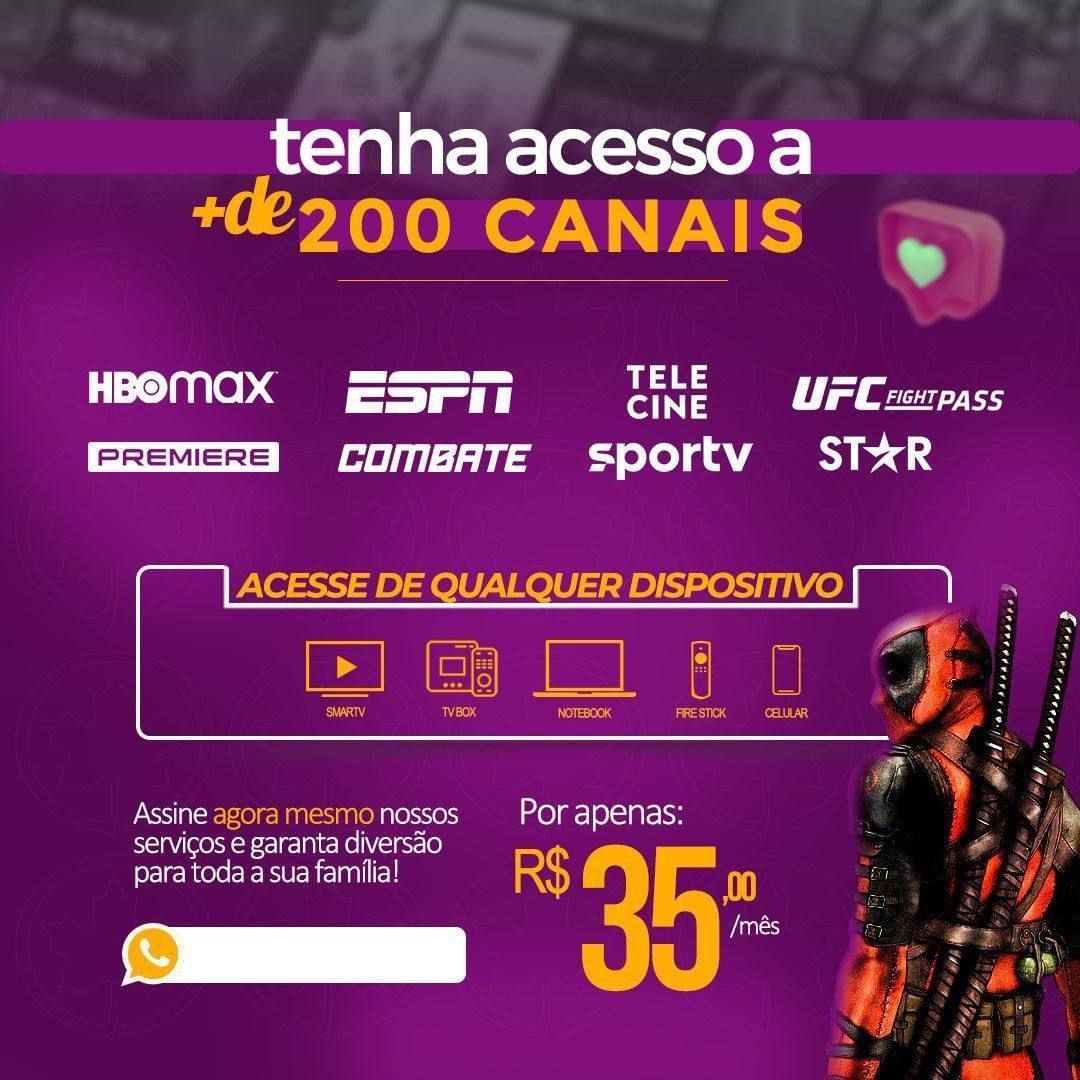 tenha acesso a
+de 200 CANAIS
HBOmax ESPN TELE CINE UFC FIGHT PASS
PREMIERE COMBATE sportv ST★R
ACESSE DE QUALQUER DISPOSITIVO
SMARTV TV BOX NOTEBOOK FIRE STICK CELULAR
Assine agora mesmo nossos
serviços e garanta diversão
para toda a sua família!
Por apenas:
R$ 35,00
/mês